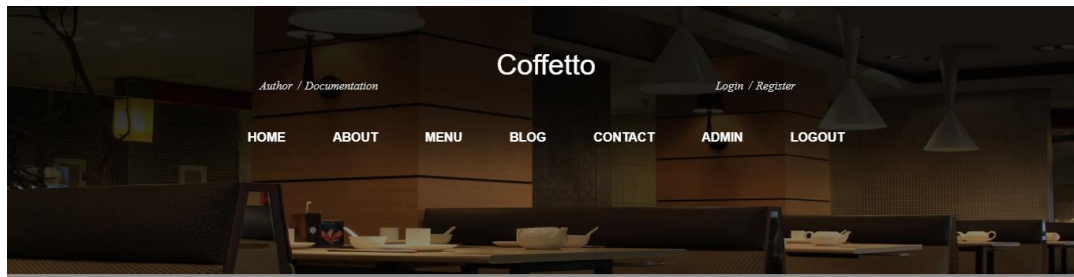 Coffetto
Author / Documentation
Login / Register
HOME ABOUT MENU BLOG CONTACT ADMIN LOGOUT